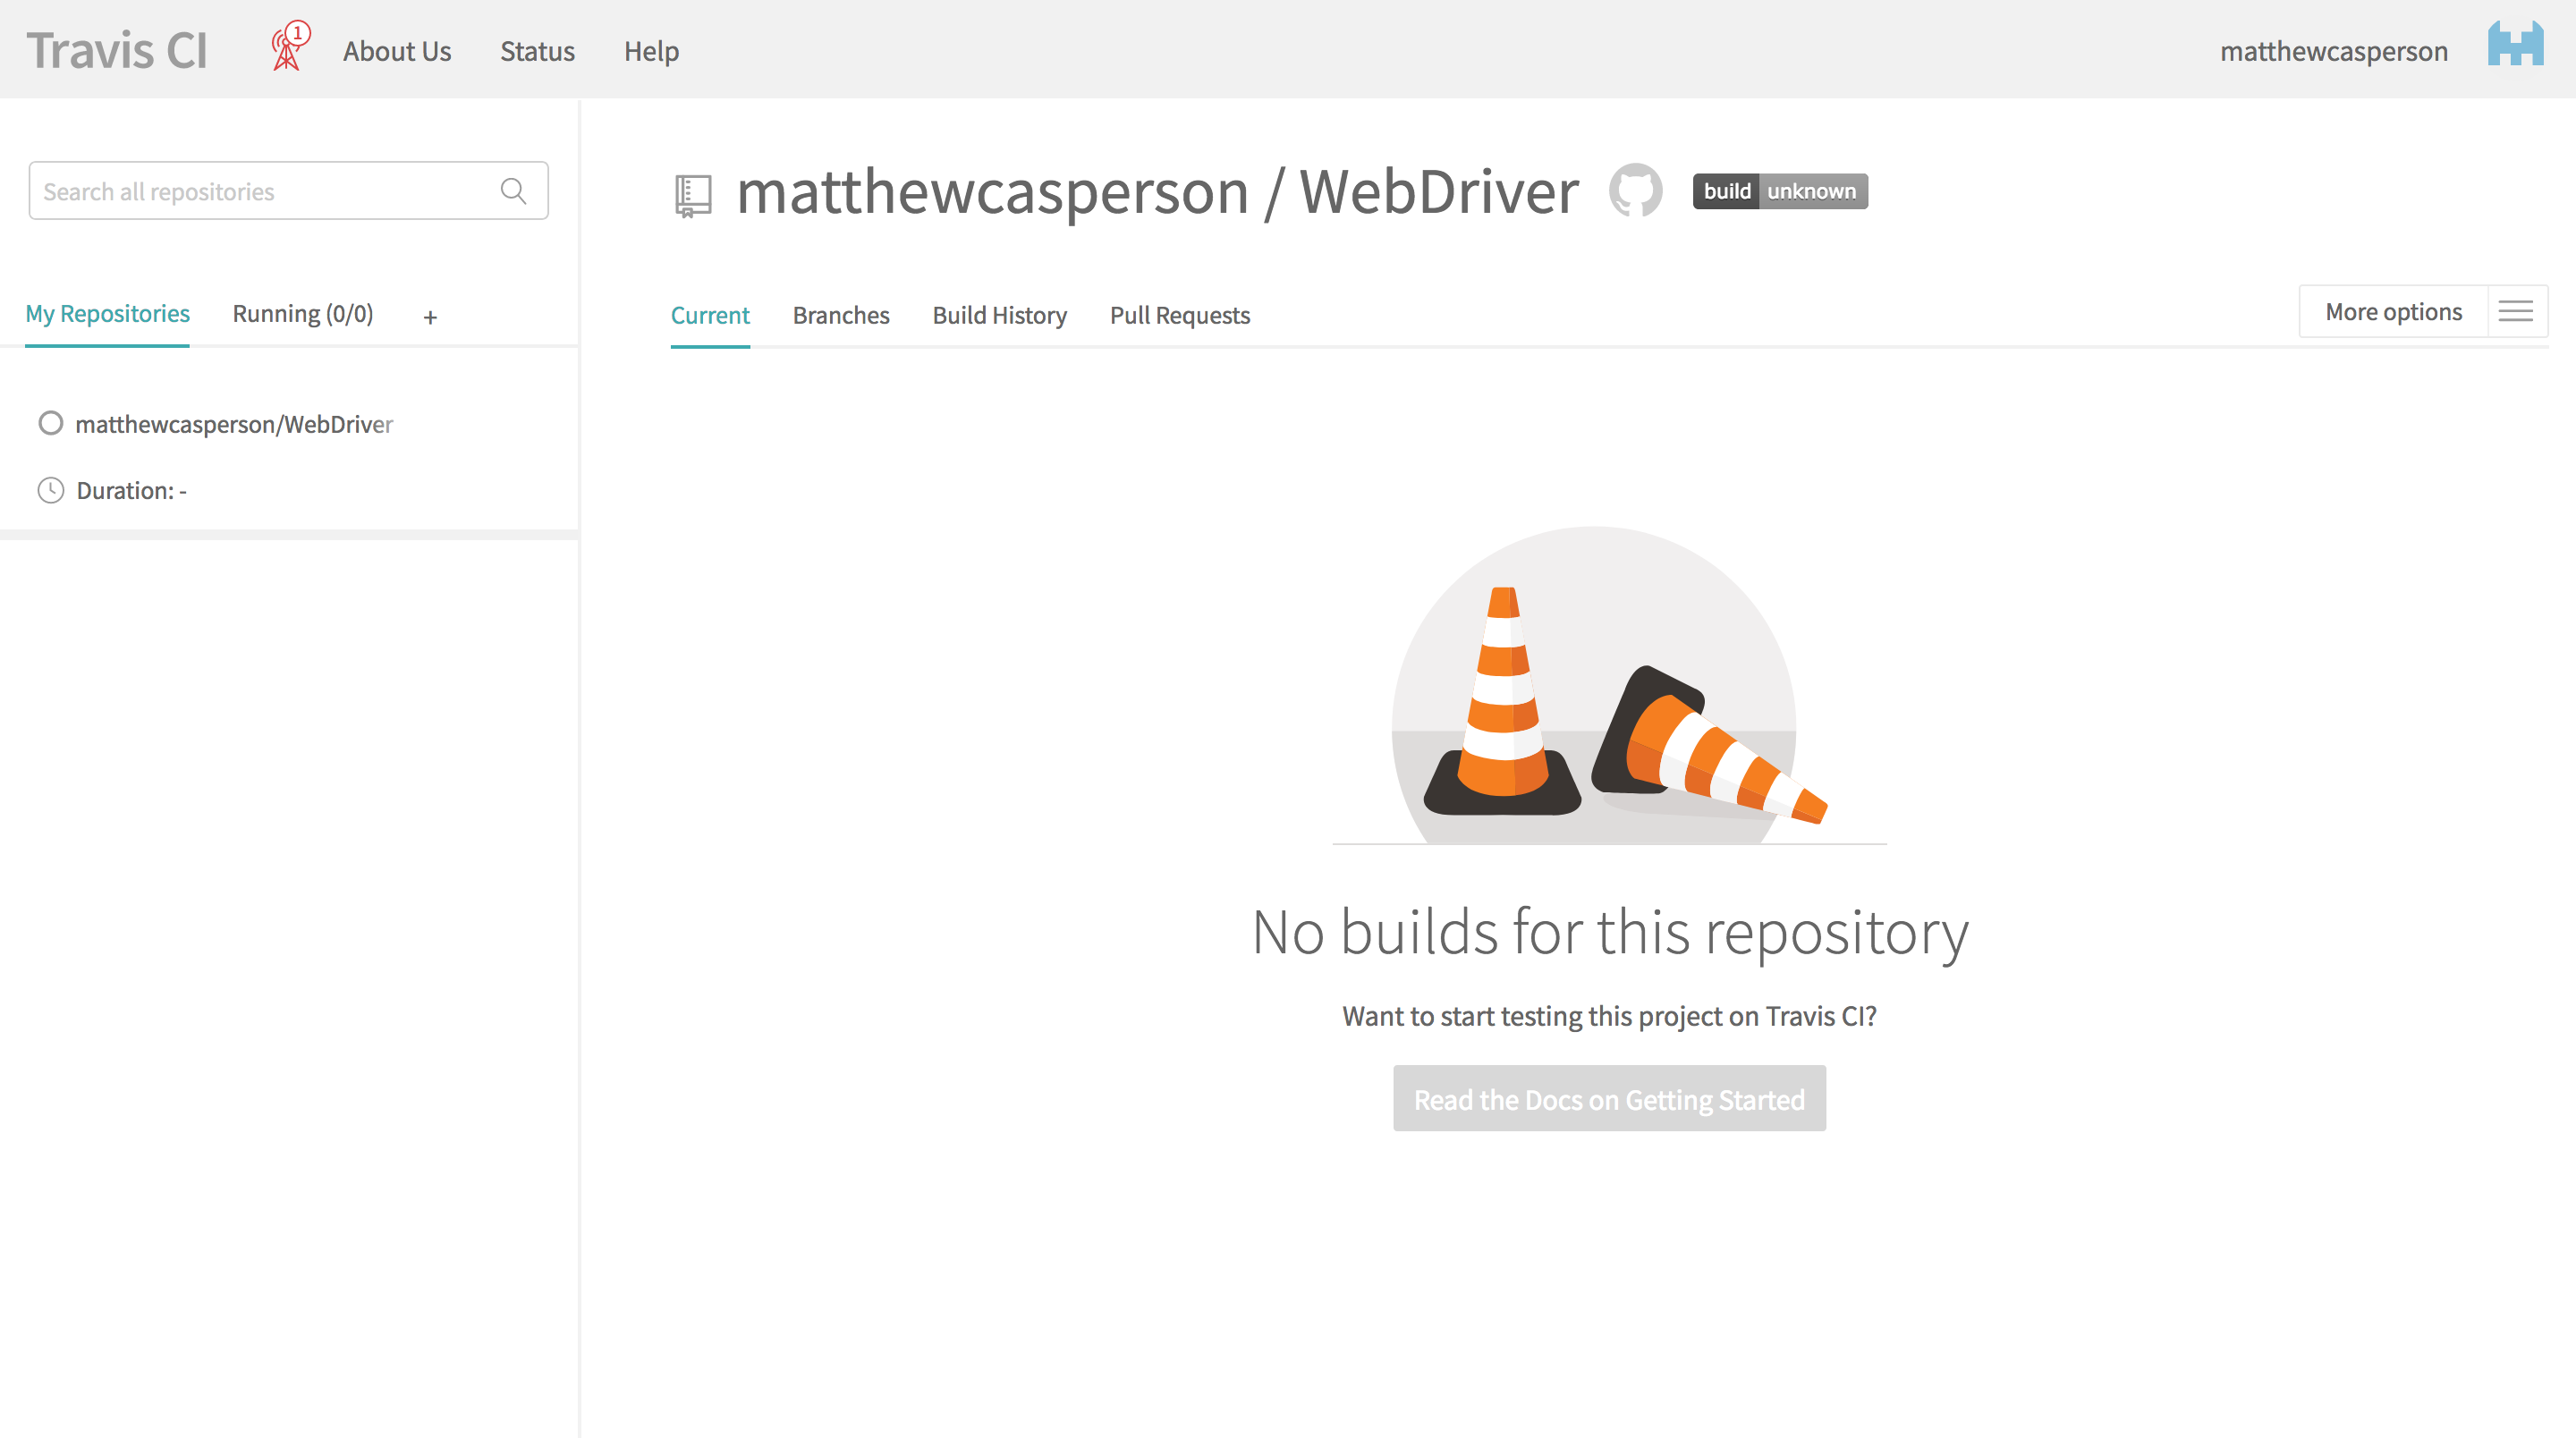 Travis CI
1
About Us
Status
Help
matthewcasperson
Search all repositories
My Repositories
Running (0/0)
+
matthewcasperson/WebDriver
Duration: -
matthewcasperson / WebDriver
build unknown
Current
Branches
Build History
Pull Requests
More options
No builds for this repository
Want to start testing this project on Travis CI?
Read the Docs on Getting Started